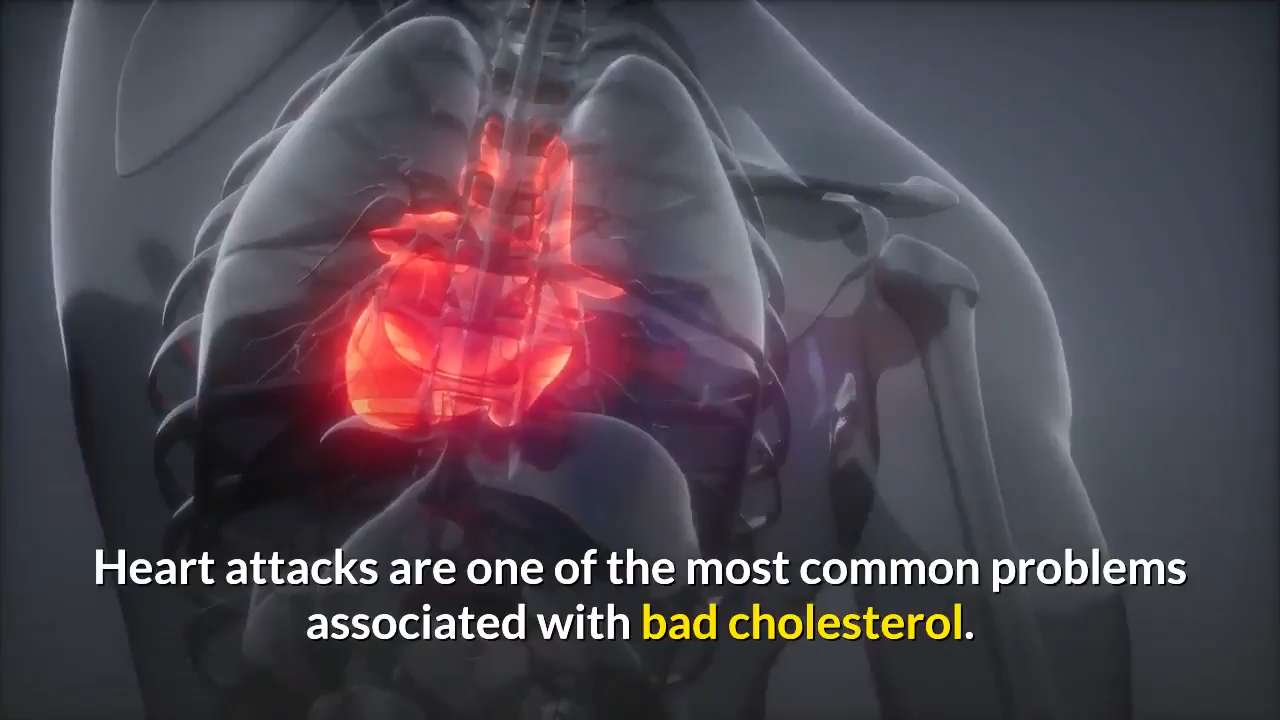 Heart attacks are one of the most common problems
associated with bad cholesterol.